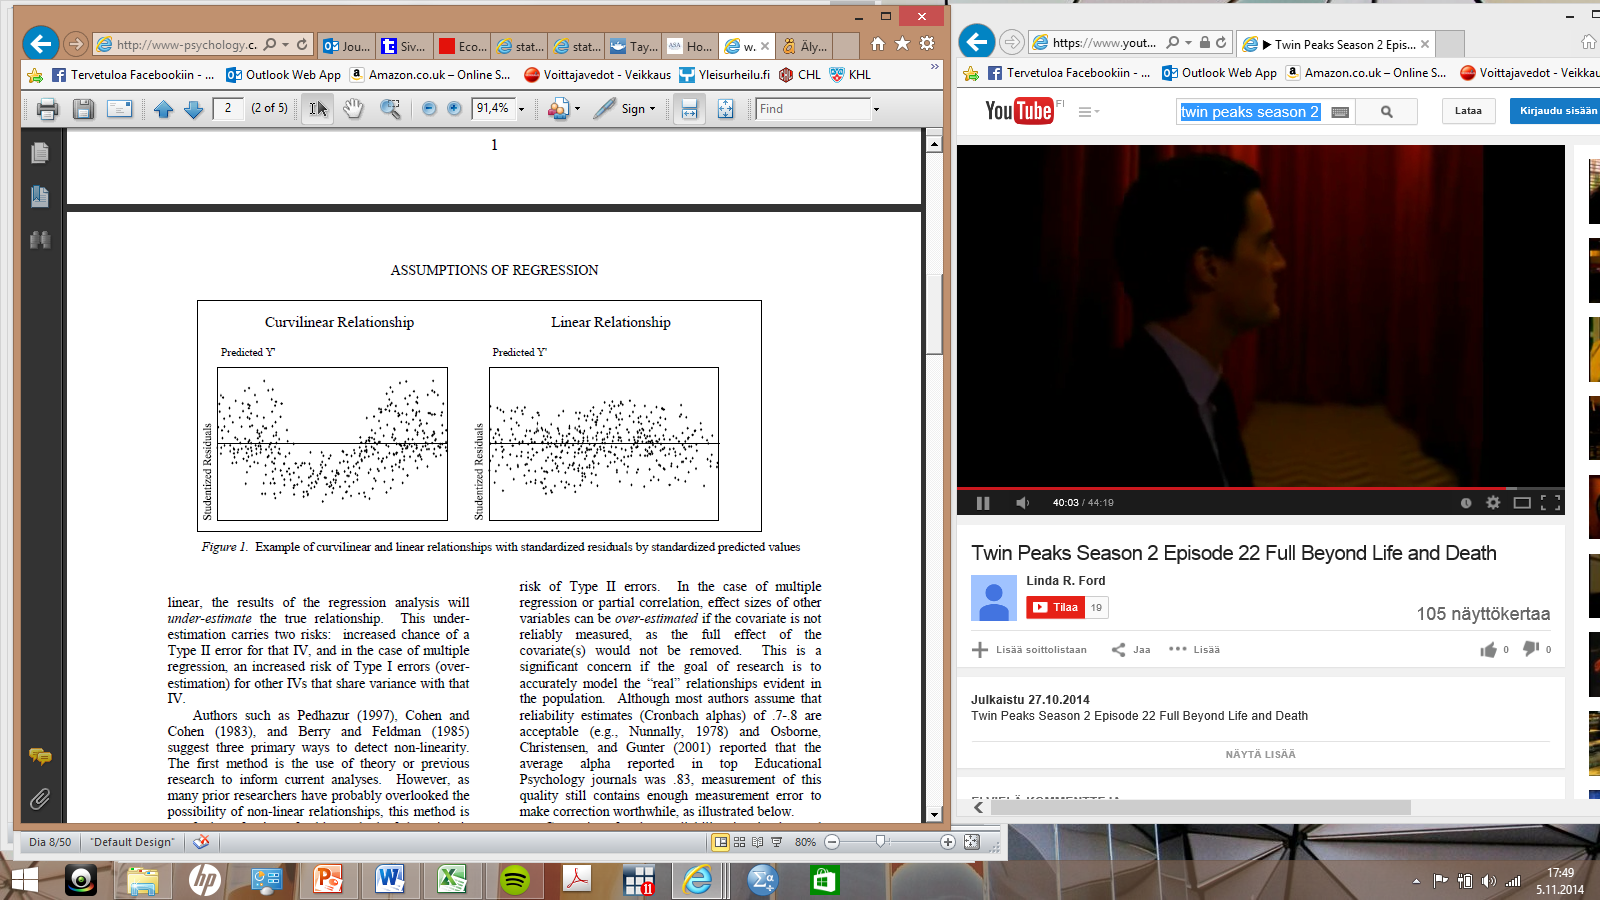 http://www-psychology.c.
Jou...
Siv...
Eco...
stat...
stat...
Tay...
Ho...
w.
Äly...
Tervetuloa Facebookiin - ...
Outlook Web App
Amazon.co.uk – Online S...
Voittajavedot - Veikkaus
Yleisurheilu.fi
CHL
KHL
2
(2 of 5)
91,4%
Sign
Find
1
ASSUMPTIONS OF REGRESSION
Curvilinear Relationship
Linear Relationship
Predicted Y'
Predicted Y'
Studentized Residuals
Studentized Residuals
Figure 1. Example of curvilinear and linear relationships with standardized residuals by standardized predicted values
linear, the results of the regression analysis will
under-estimate the true relationship. This under-
estimation carries two risks: increased chance of a
Type II error for that IV, and in the case of multiple
regression, an increased risk of Type I errors (over-
estimation) for other IVs that share variance with that
IV.
Authors such as Pedhazur (1997), Cohen and
Cohen (1983), and Berry and Feldman (1985)
suggest three primary ways to detect non-linearity.
The first method is the use of theory or previous
research to inform current analyses. However, as
many prior researchers have probably overlooked the
possibility of non-linear relationships, this method is
risk of Type II errors. In the case of multiple
regression or partial correlation, effect sizes of other
variables can be over-estimated if the covariate is not
reliably measured, as the full effect of the
covariate(s) would not be removed. This is a
significant concern if the goal of research is to
accurately model the “real” relationships evident in
the population. Although most authors assume that
reliability estimates (Cronbach alphas) of .7-.8 are
acceptable (e.g., Nunnally, 1978) and Osborne,
Christensen, and Gunter (2001) reported that the
average alpha reported in top Educational
Psychology journals was .83, measurement of this
quality still contains enough measurement error to
make correction worthwhile, as illustrated below.
Dia 8/50
"Default Design"
80%
https://www.yout...
Twin Peaks Season 2 Epis...
Tervetuloa Facebookiin - ...
Outlook Web App
Amazon.co.uk – Online S...
Voittajavedot - Veikkau
YouTube FI
twin peaks season 2
Lataa
Kirjaudu sisään
40:03 / 44:19
Twin Peaks Season 2 Episode 22 Full Beyond Life and Death
Linda R. Ford
Tilaa
19
105 näyttökertaa
Lisää soittolistaan
Jaa
Lisää
0
0
Julkaistu 27.10.2014
Twin Peaks Season 2 Episode 22 Full Beyond Life and Death
NÄYTÄ LISÄÄ
hp
11
17:49
5.11.2014